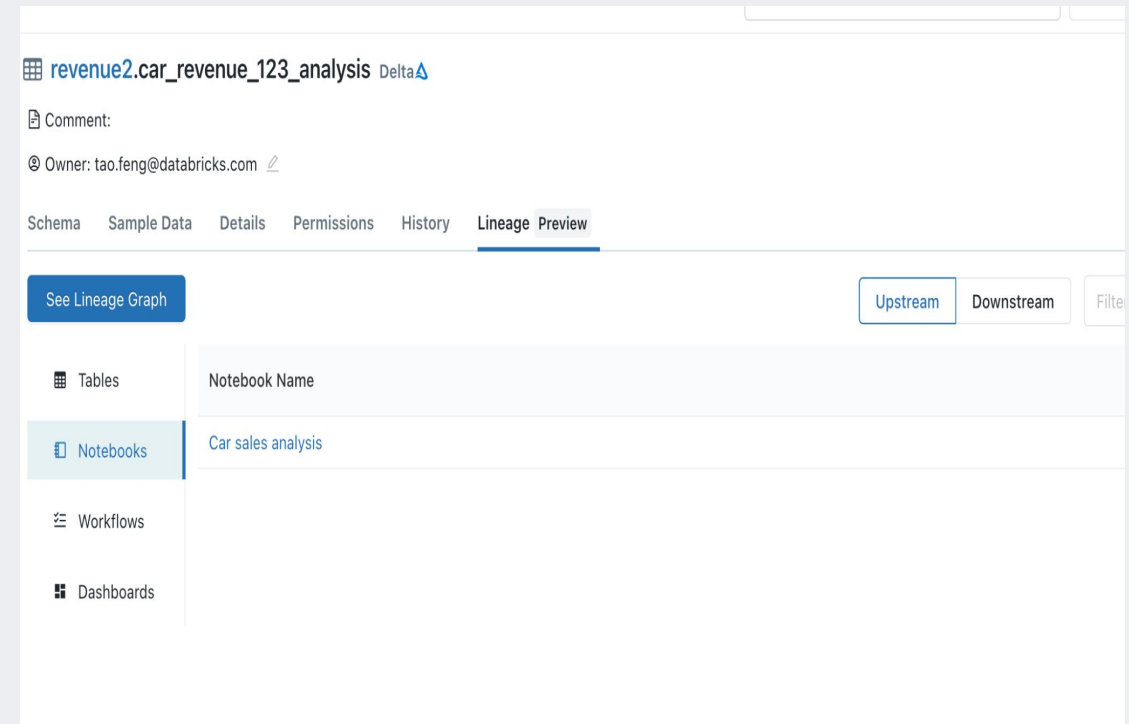 revenue2.car_revenue_123_analysis Delta
Comment:
Owner: tao.feng@databricks.com
Schema Sample Data Details Permissions History Lineage Preview
See Lineage Graph Upstream Downstream Filte
Tables Notebook Name
Notebooks Car sales analysis
Workflows
Dashboards